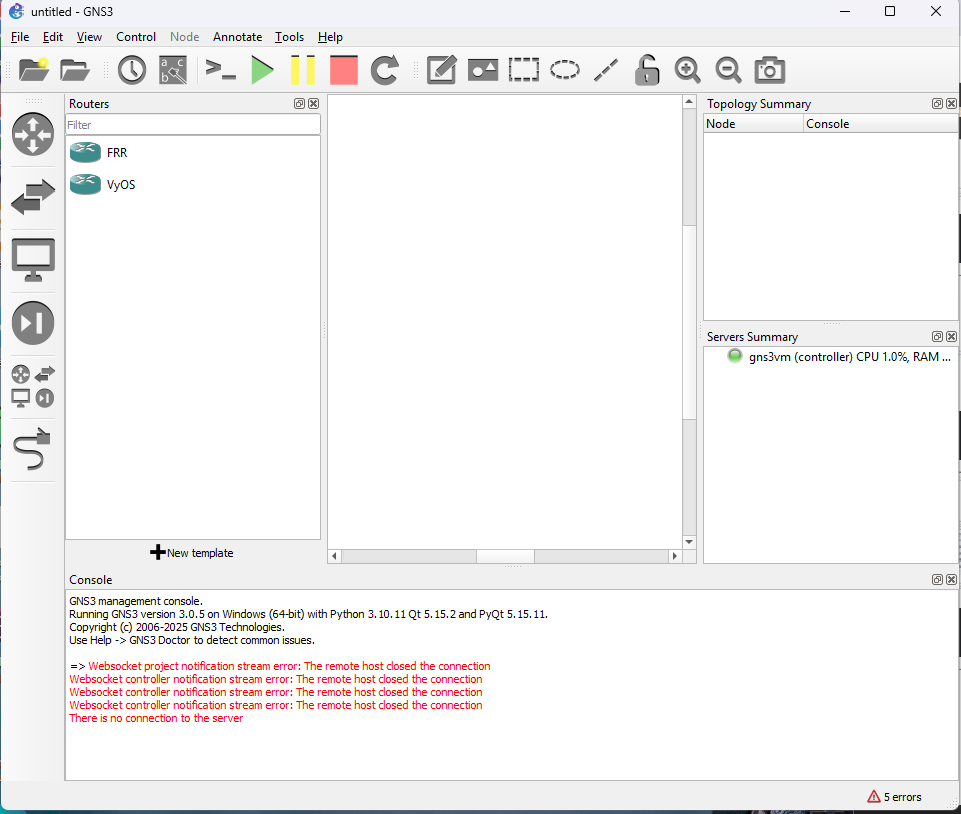 untitled - GNS3
File Edit View Control Node Annotate Tools Help
Routers
Filter
FRR
VyOS
New template
Topology Summary
Node Console
Servers Summary
gns3vm (controller) CPU 1.0%, RAM ...
Console
GNS3 management console.
Running GNS3 version 3.0.5 on Windows (64-bit) with Python 3.10.11 Qt 5.15.2 and PyQt 5.15.11.
Copyright (c) 2006-2025 GNS3 Technologies.
Use Help -> GNS3 Doctor to detect common issues.
=> Websocket project notification stream error: The remote host closed the connection
Websocket controller notification stream error: The remote host closed the connection
Websocket controller notification stream error: The remote host closed the connection
Websocket controller notification stream error: The remote host closed the connection
There is no connection to the server
5 errors